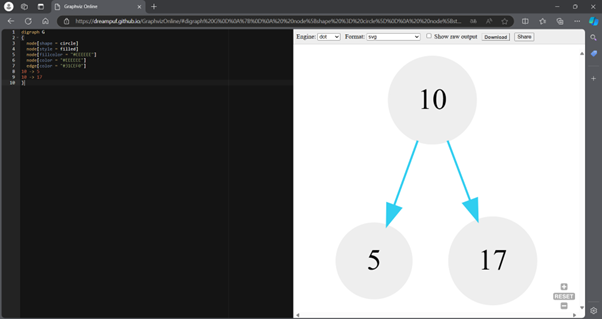 GraphvizOnline
https://dreampuf.github.io/GraphvizOnline/#digraph%20G%0D%0A%7B%0D%0A%20%20node%5Bshape%20%3D%20circle%5D%0D%0A%20%20node%5Bst...
1 digraph G
2 {
3 node[shape = circle]
4 node[style = filled]
5 node[fillcolor = "#EEEEEE"]
6 node[color = "#EEEEEE"]
7 edge[color = "#31CEF0"]
8 10 -> 5
9 10 -> 17
10 }
Engine: dot Format: svg Show raw output Download Share
10
5
17
RESET